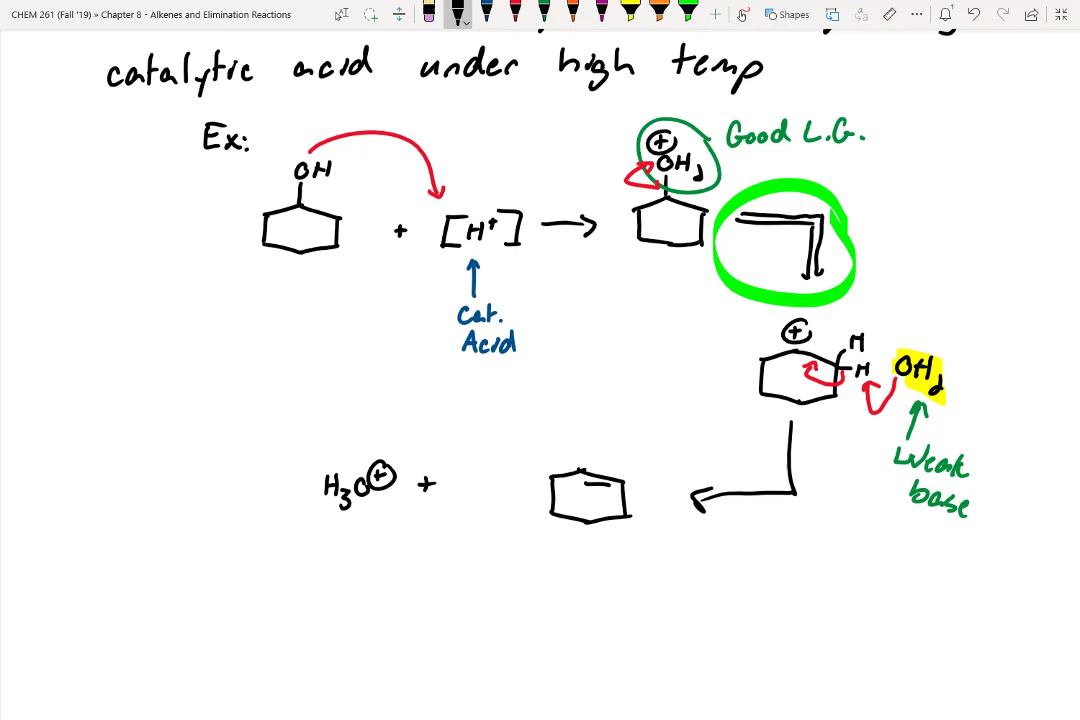 CHEM 261 (Fall '19) » Chapter 8 - Alkenes and Elimination Reactions
Shapes
catalytic acid under high temp
Ex:
OH
+ [H⁺]
Cat.
Acid
⊕
OH₂
Good L.G.
⊕
H
H
OH₂
Weak
base
H₃O⊕ +